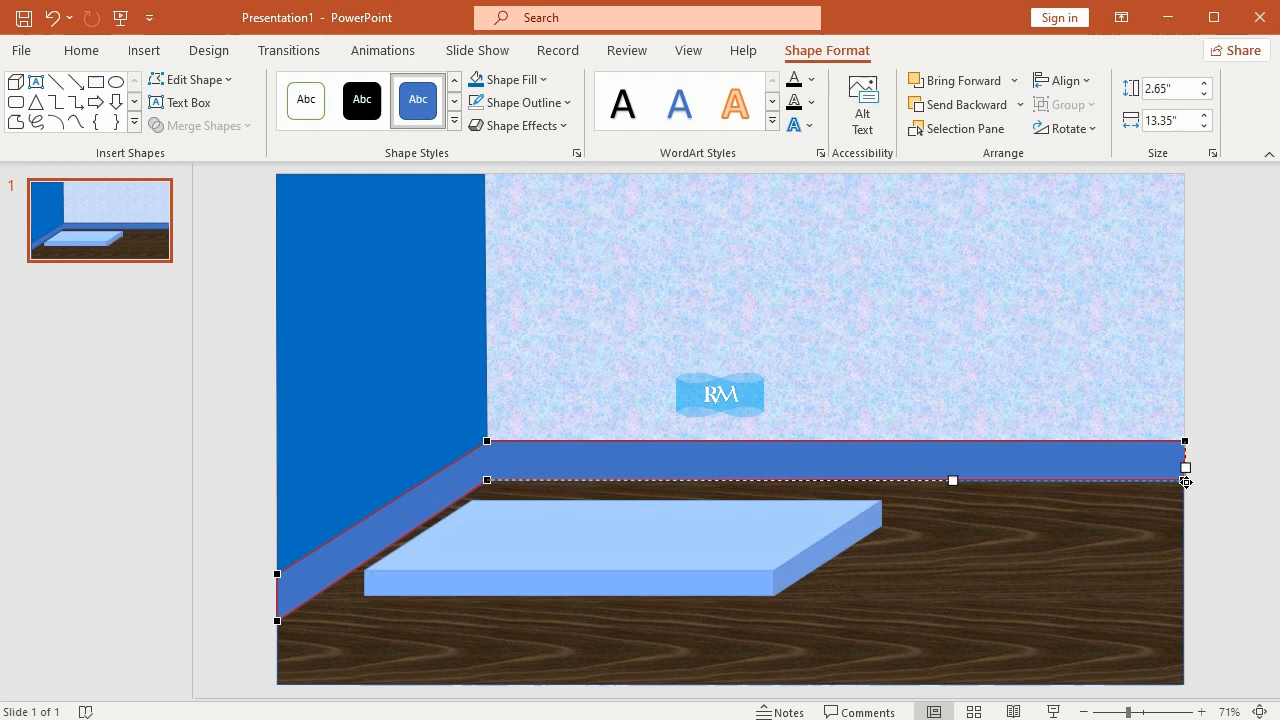 Presentation1 - PowerPoint
Search
Sign in
File Home Insert Design Transitions Animations Slide Show Record Review View Help Shape Format
Share
Edit Shape
Text Box
Merge Shapes
Insert Shapes
Abc Abc Abc
Shape Fill
Shape Outline
Shape Effects
Shape Styles
A A A
A
A
A
WordArt Styles
Alt
Text
Accessibility
Bring Forward
Send Backward
Selection Pane
Align
Group
Rotate
Arrange
2.65"
13.35"
Size
1
RM
Slide 1 of 1
Notes
Comments
71%